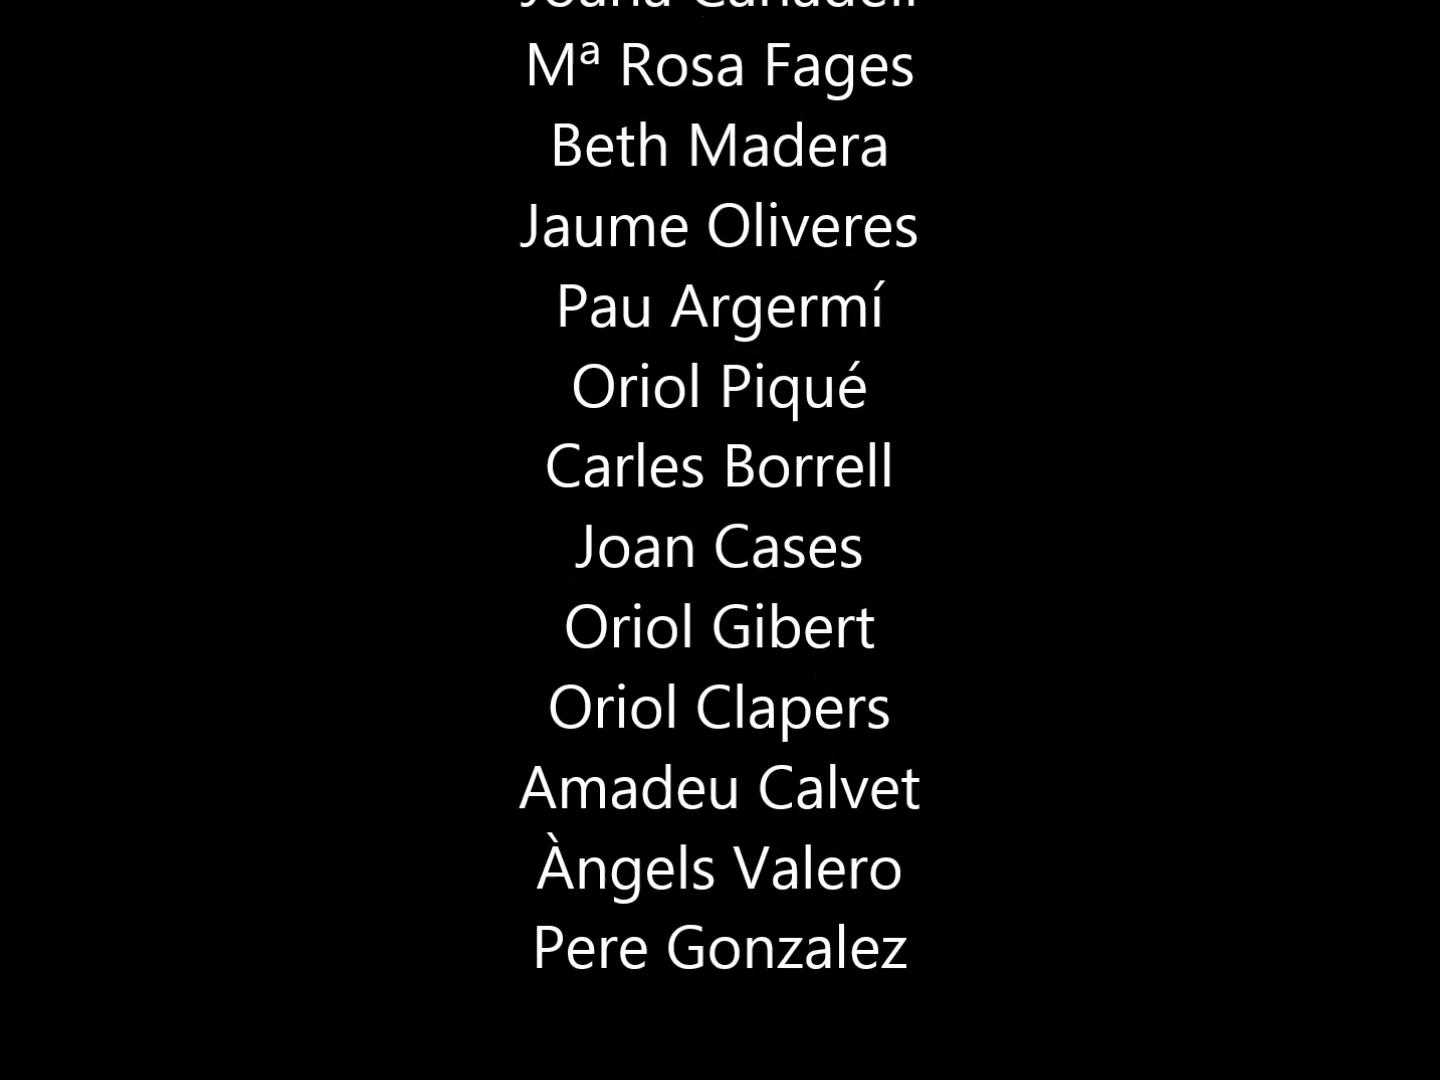 Mª Rosa Fages
Beth Madera
Jaume Oliveres
Pau Argermí
Oriol Piqué
Carles Borrell
Joan Cases
Oriol Gibert
Oriol Clapers
Amadeu Calvet
Àngels Valero
Pere Gonzalez